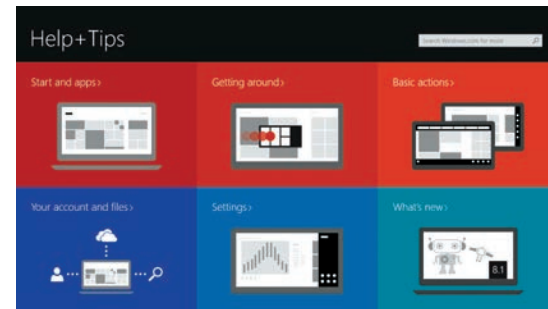 Help+Tips
Search Windows.com for more
Start and apps›
Getting around›
Basic actions›
Your account and files›
Settings›
What's new›
8.1